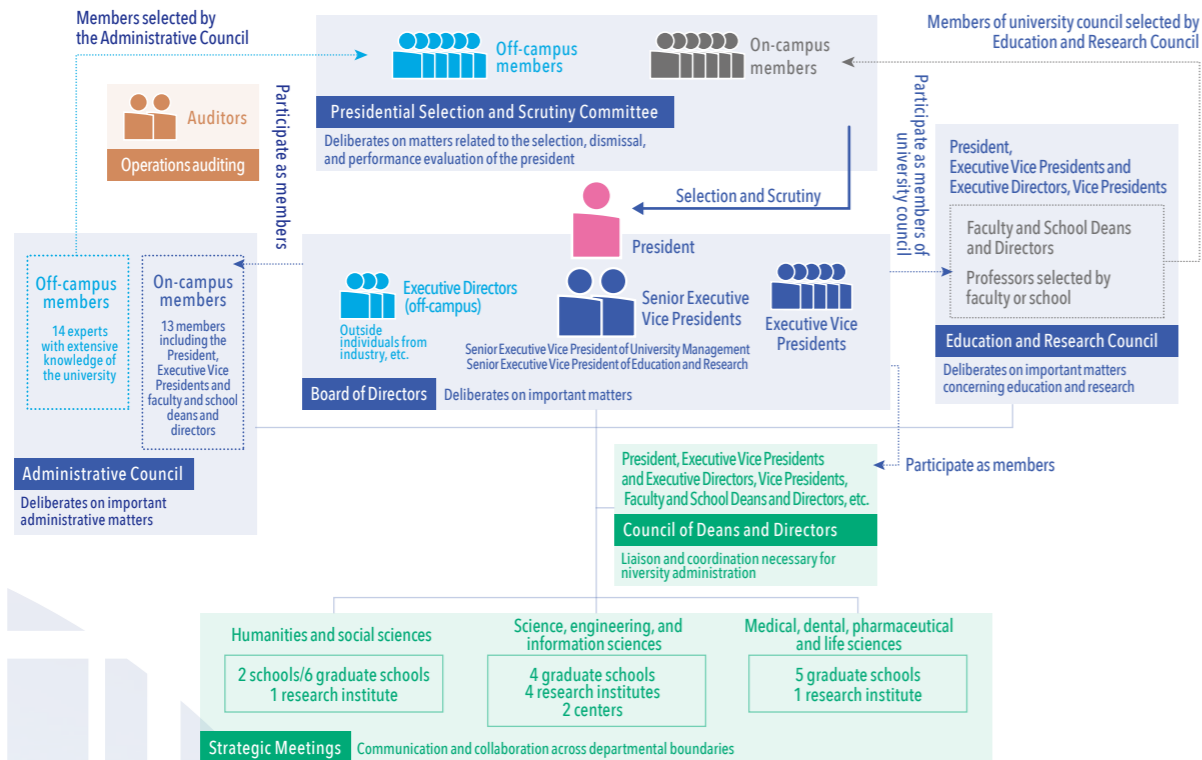 Members selected by
the Administrative Council
Off-campus
members
On-campus
members
Members of university council selected by
Education and Research Council
Presidential Selection and Scrutiny Committee
Deliberates on matters related to the selection, dismissal,
and performance evaluation of the president
Auditors
Operations auditing
Participate as
members
Participate as members of
university council
Selection and Scrutiny
President
President,
Executive Vice Presidents and
Executive Directors, Vice Presidents
Faculty and School Deans
and Directors
Professors selected by
faculty or school
Education and Research Council
Deliberates on important matters
concerning education and research
Off-campus
members
14 experts
with extensive
knowledge of
the university
On-campus
members
13 members
including the
President,
Executive Vice
Presidents and
faculty and school
deans and
directors
Administrative Council
Deliberates on important
administrative matters
Executive Directors
(off-campus)
Outside
individuals from
industry, etc.
Senior Executive
Vice Presidents
Senior Executive Vice President of University Management
Senior Executive Vice President of Education and Research
Executive Vice
Presidents
Board of Directors
Deliberates on important matters
Participate as members
President, Executive Vice Presidents
and Executive Directors, Vice Presidents,
Faculty and School Deans and Directors, etc.
Council of Deans and Directors
Liaison and coordination necessary for
niversity administration
Humanities and social sciences
2 schools/6 graduate schools
1 research institute
Science, engineering, and
information sciences
4 graduate schools
4 research institutes
2 centers
Medical, dental, pharmaceutical
and life sciences
5 graduate schools
1 research institute
Strategic Meetings
Communication and collaboration across departmental boundaries